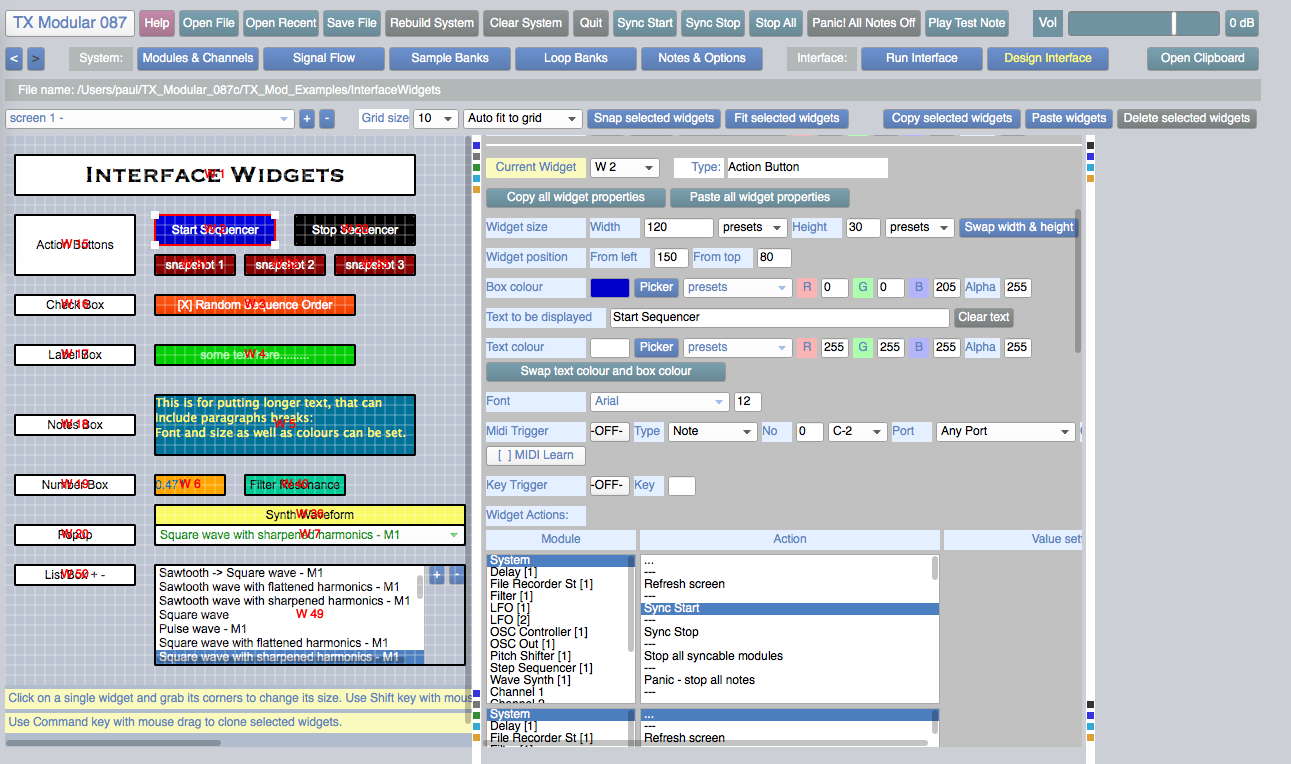 TX Modular 087 Help Open File Open Recent Save File Rebuild System Clear System Quit Sync Start Sync Stop Stop All Panic! All Notes Off Play Test Note Vol 0 dB
< > System: Modules & Channels Signal Flow Sample Banks Loop Banks Notes & Options Interface: Run Interface Design Interface Open Clipboard
File name: /Users/paul/TX_Modular_087c/TX_Mod_Examples/InterfaceWidgets
screen 1 - + - Grid size 10 Auto fit to grid Snap selected widgets Fit selected widgets Copy selected widgets Paste widgets Delete selected widgets
Interface Widgets
Action Buttons Start Sequencer Stop Sequencer
snapshot 1 snapshot 2 snapshot 3
Check Box [X] Random Sequence Order
Label Box some text here.........
W 4
This is for putting longer text, that can
include paragraphs breaks:
Font and size as well as colours can be set.
Notes Box
Number Box 0.47 W 6 Filter Resonance
Synth Waveform
Popup Square wave with sharpened harmonics - M1
W 7
List Box + -
Sawtooth -> Square wave - M1 + -
Sawtooth wave with flattened harmonics - M1
Sawtooth wave with sharpened harmonics - M1
Square wave W 49
Pulse wave - M1
Square wave with flattened harmonics - M1
Square wave with sharpened harmonics - M1
Click on a single widget and grab its corners to change its size. Use Shift key with mous
Use Command key with mouse drag to clone selected widgets.
Current Widget W 2 Type: Action Button
Copy all widget properties Paste all widget properties
Widget size Width 120 presets Height 30 presets Swap width & height
Widget position From left 150 From top 80
Box colour Picker presets R 0 G 0 B 205 Alpha 255
Text to be displayed Start Sequencer Clear text
Text colour Picker presets R 255 G 255 B 255 Alpha 255
Swap text colour and box colour
Font Arial 12
Midi Trigger -OFF- Type Note No 0 C-2 Port Any Port
[ ] MIDI Learn
Key Trigger -OFF- Key
Widget Actions:
Module Action Value set
System ...
Delay [1] ---
File Recorder St [1] Refresh screen
Filter [1] ---
LFO [1] Sync Start
LFO [2] ---
OSC Controller [1] Sync Stop
OSC Out [1] ---
Pitch Shifter [1] Stop all syncable modules
Step Sequencer [1] ---
Wave Synth [1] Panic - stop all notes
Channel 1 ---
Channel 2
System ...
Delay [1] ---
File Recorder St [1] Refresh screen
Filter [1] ---